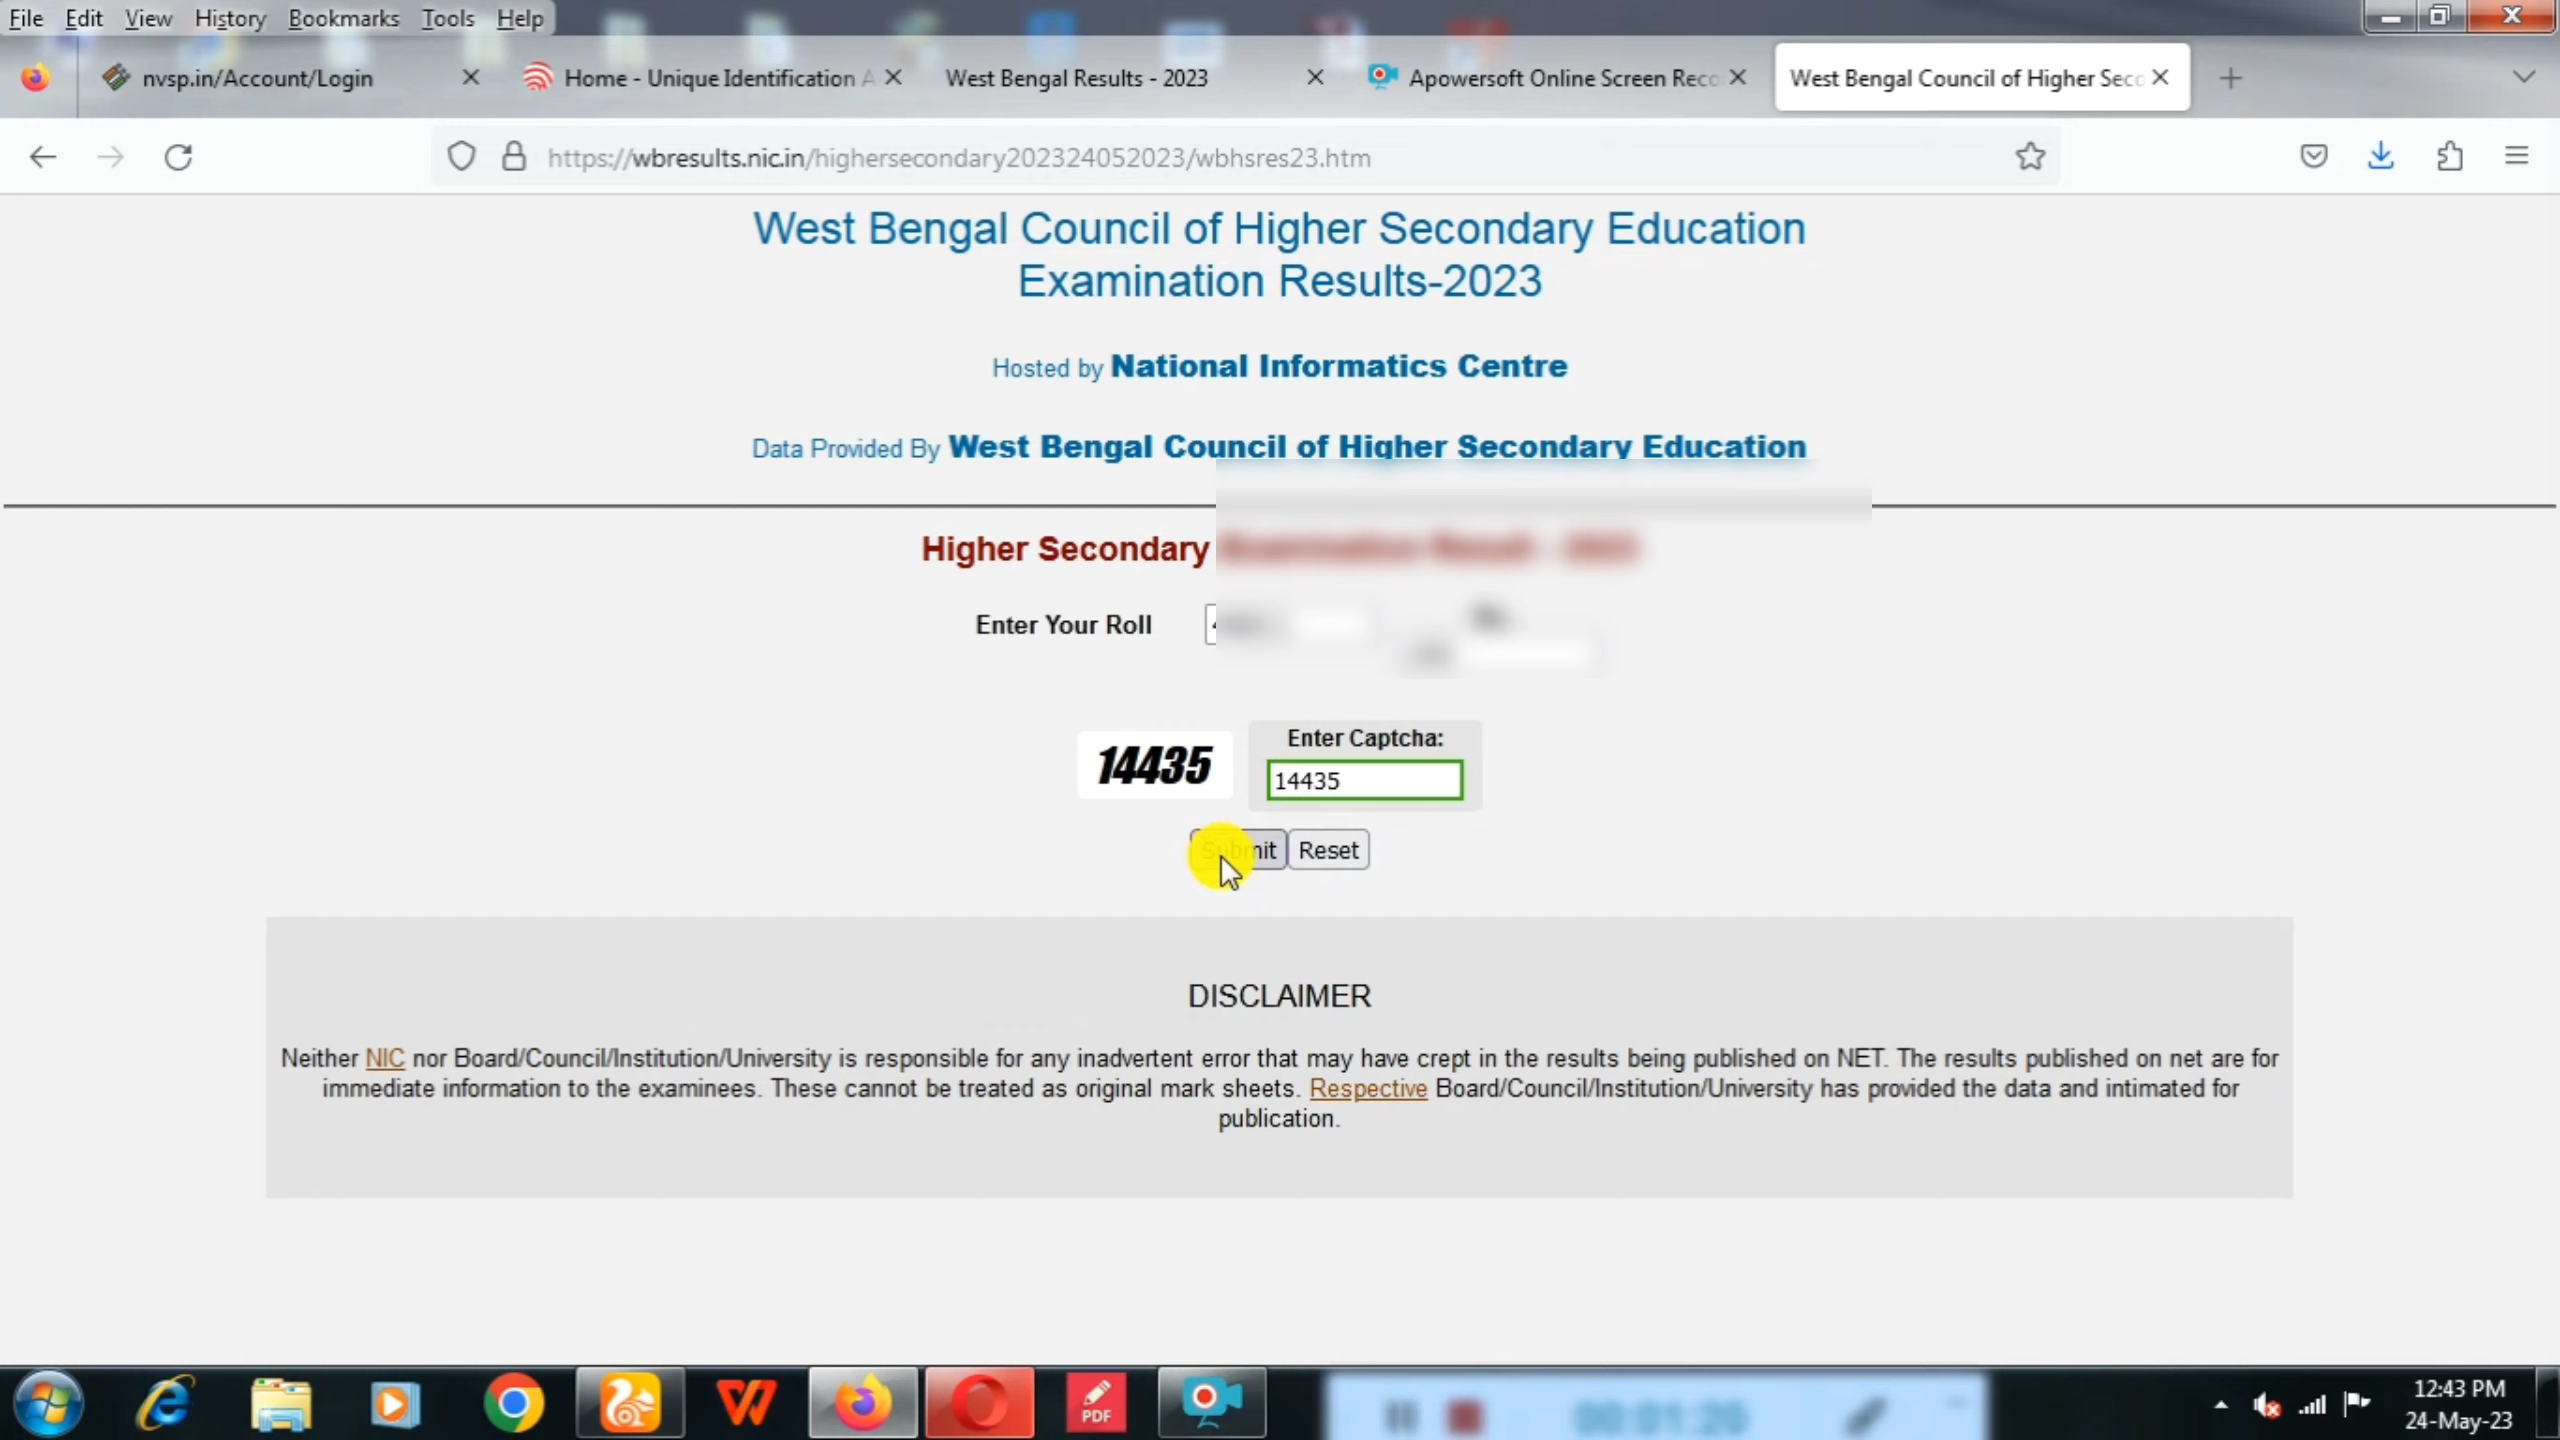 File Edit View History Bookmarks Tools Help
nvsp.in/Account/Login
Home - Unique Identification A
West Bengal Results - 2023
Apowersoft Online Screen Reco
West Bengal Council of Higher Seco
https://wbresults.nic.in/highersecondary202324052023/wbhsres23.htm
West Bengal Council of Higher Secondary Education
Examination Results-2023
Hosted by National Informatics Centre
Data Provided By West Bengal Council of Higher Secondary Education
Higher Secondary
Enter Your Roll
14435
Enter Captcha:
14435
Submit Reset
DISCLAIMER
Neither NIC nor Board/Council/Institution/University is responsible for any inadvertent error that may have crept in the results being published on NET. The results published on net are for
immediate information to the examinees. These cannot be treated as original mark sheets. Respective Board/Council/Institution/University has provided the data and intimated for
publication.
PDF
00:01:20
12:43 PM
24-May-23